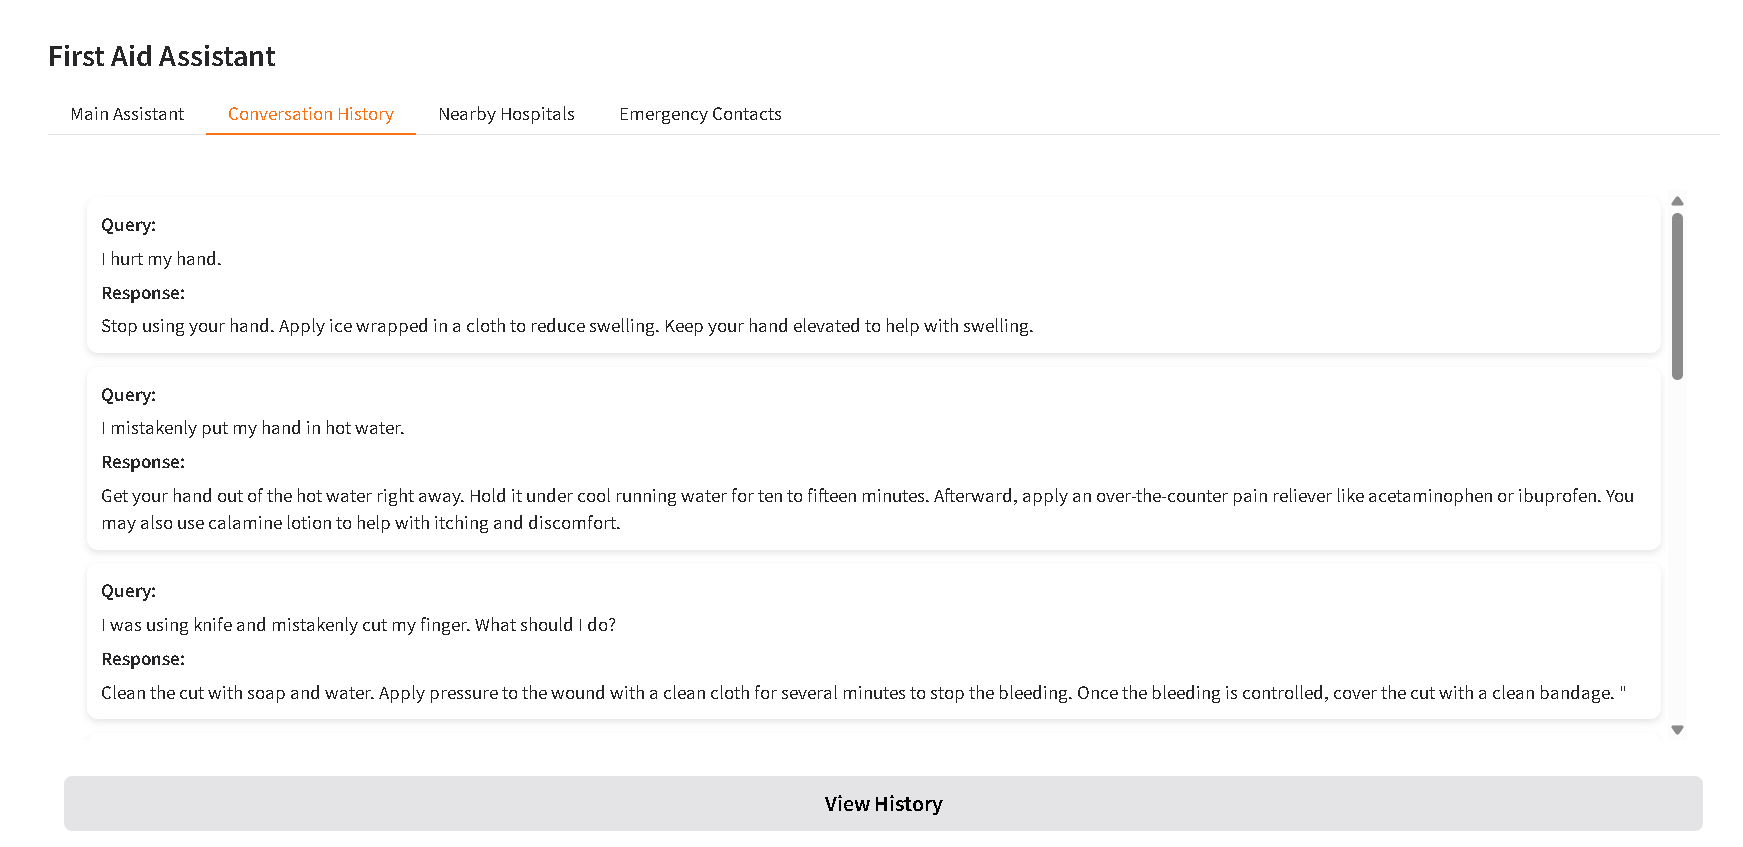 First Aid Assistant
Main Assistant
Conversation History
Nearby Hospitals
Emergency Contacts
Query:
I hurt my hand.
Response:
Stop using your hand. Apply ice wrapped in a cloth to reduce swelling. Keep your hand elevated to help with swelling.
Query:
I mistakenly put my hand in hot water.
Response:
Get your hand out of the hot water right away. Hold it under cool running water for ten to fifteen minutes. Afterward, apply an over-the-counter pain reliever like acetaminophen or ibuprofen. You
may also use calamine lotion to help with itching and discomfort.
Query:
I was using knife and mistakenly cut my finger. What should I do?
Response:
Clean the cut with soap and water. Apply pressure to the wound with a clean cloth for several minutes to stop the bleeding. Once the bleeding is controlled, cover the cut with a clean bandage. "
View History